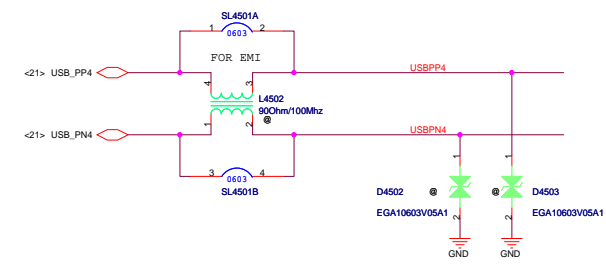 SL4501A
1 2
0603
FOR EMI
<21> USB_PP4
USBPP4
4 3
L4502
90Ohm/100Mhz
@
1 2
<21> USB_PN4
USBPN4
3 4
0603
SL4501B
1 1
D4502 @ @ D4503
EGA10603V05A1 EGA10603V05A1
2 2
GND GND